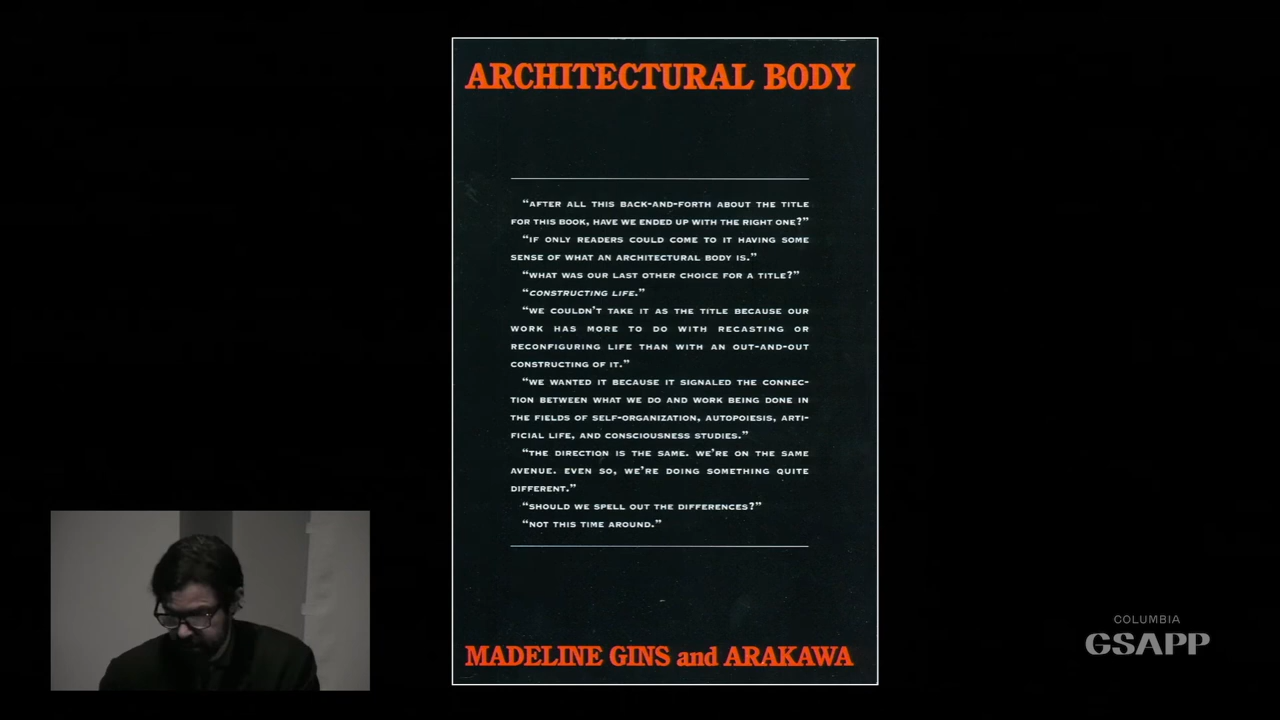 ARCHITECTURAL BODY
“AFTER ALL THIS BACK-AND-FORTH ABOUT THE TITLE
FOR THIS BOOK, HAVE WE ENDED UP WITH THE RIGHT ONE?”
“IF ONLY READERS COULD COME TO IT HAVING SOME
SENSE OF WHAT AN ARCHITECTURAL BODY IS.”
“WHAT WAS OUR LAST OTHER CHOICE FOR A TITLE?”
“CONSTRUCTING LIFE.”
“WE COULDN’T TAKE IT AS THE TITLE BECAUSE OUR
WORK HAS MORE TO DO WITH RECASTING OR
RECONFIGURING LIFE THAN WITH AN OUT-AND-OUT
CONSTRUCTING OF IT.”
“WE WANTED IT BECAUSE IT SIGNALED THE CONNEC-
TION BETWEEN WHAT WE DO AND WORK BEING DONE IN
THE FIELDS OF SELF-ORGANIZATION, AUTOPOIESIS, ARTI-
FICIAL LIFE, AND CONSCIOUSNESS STUDIES.”
“THE DIRECTION IS THE SAME. WE’RE ON THE SAME
AVENUE. EVEN SO, WE’RE DOING SOMETHING QUITE
DIFFERENT.”
“SHOULD WE SPELL OUT THE DIFFERENCES?”
“NOT THIS TIME AROUND.”
MADELINE GINS and ARAKAWA
COLUMBIA
GSAPP